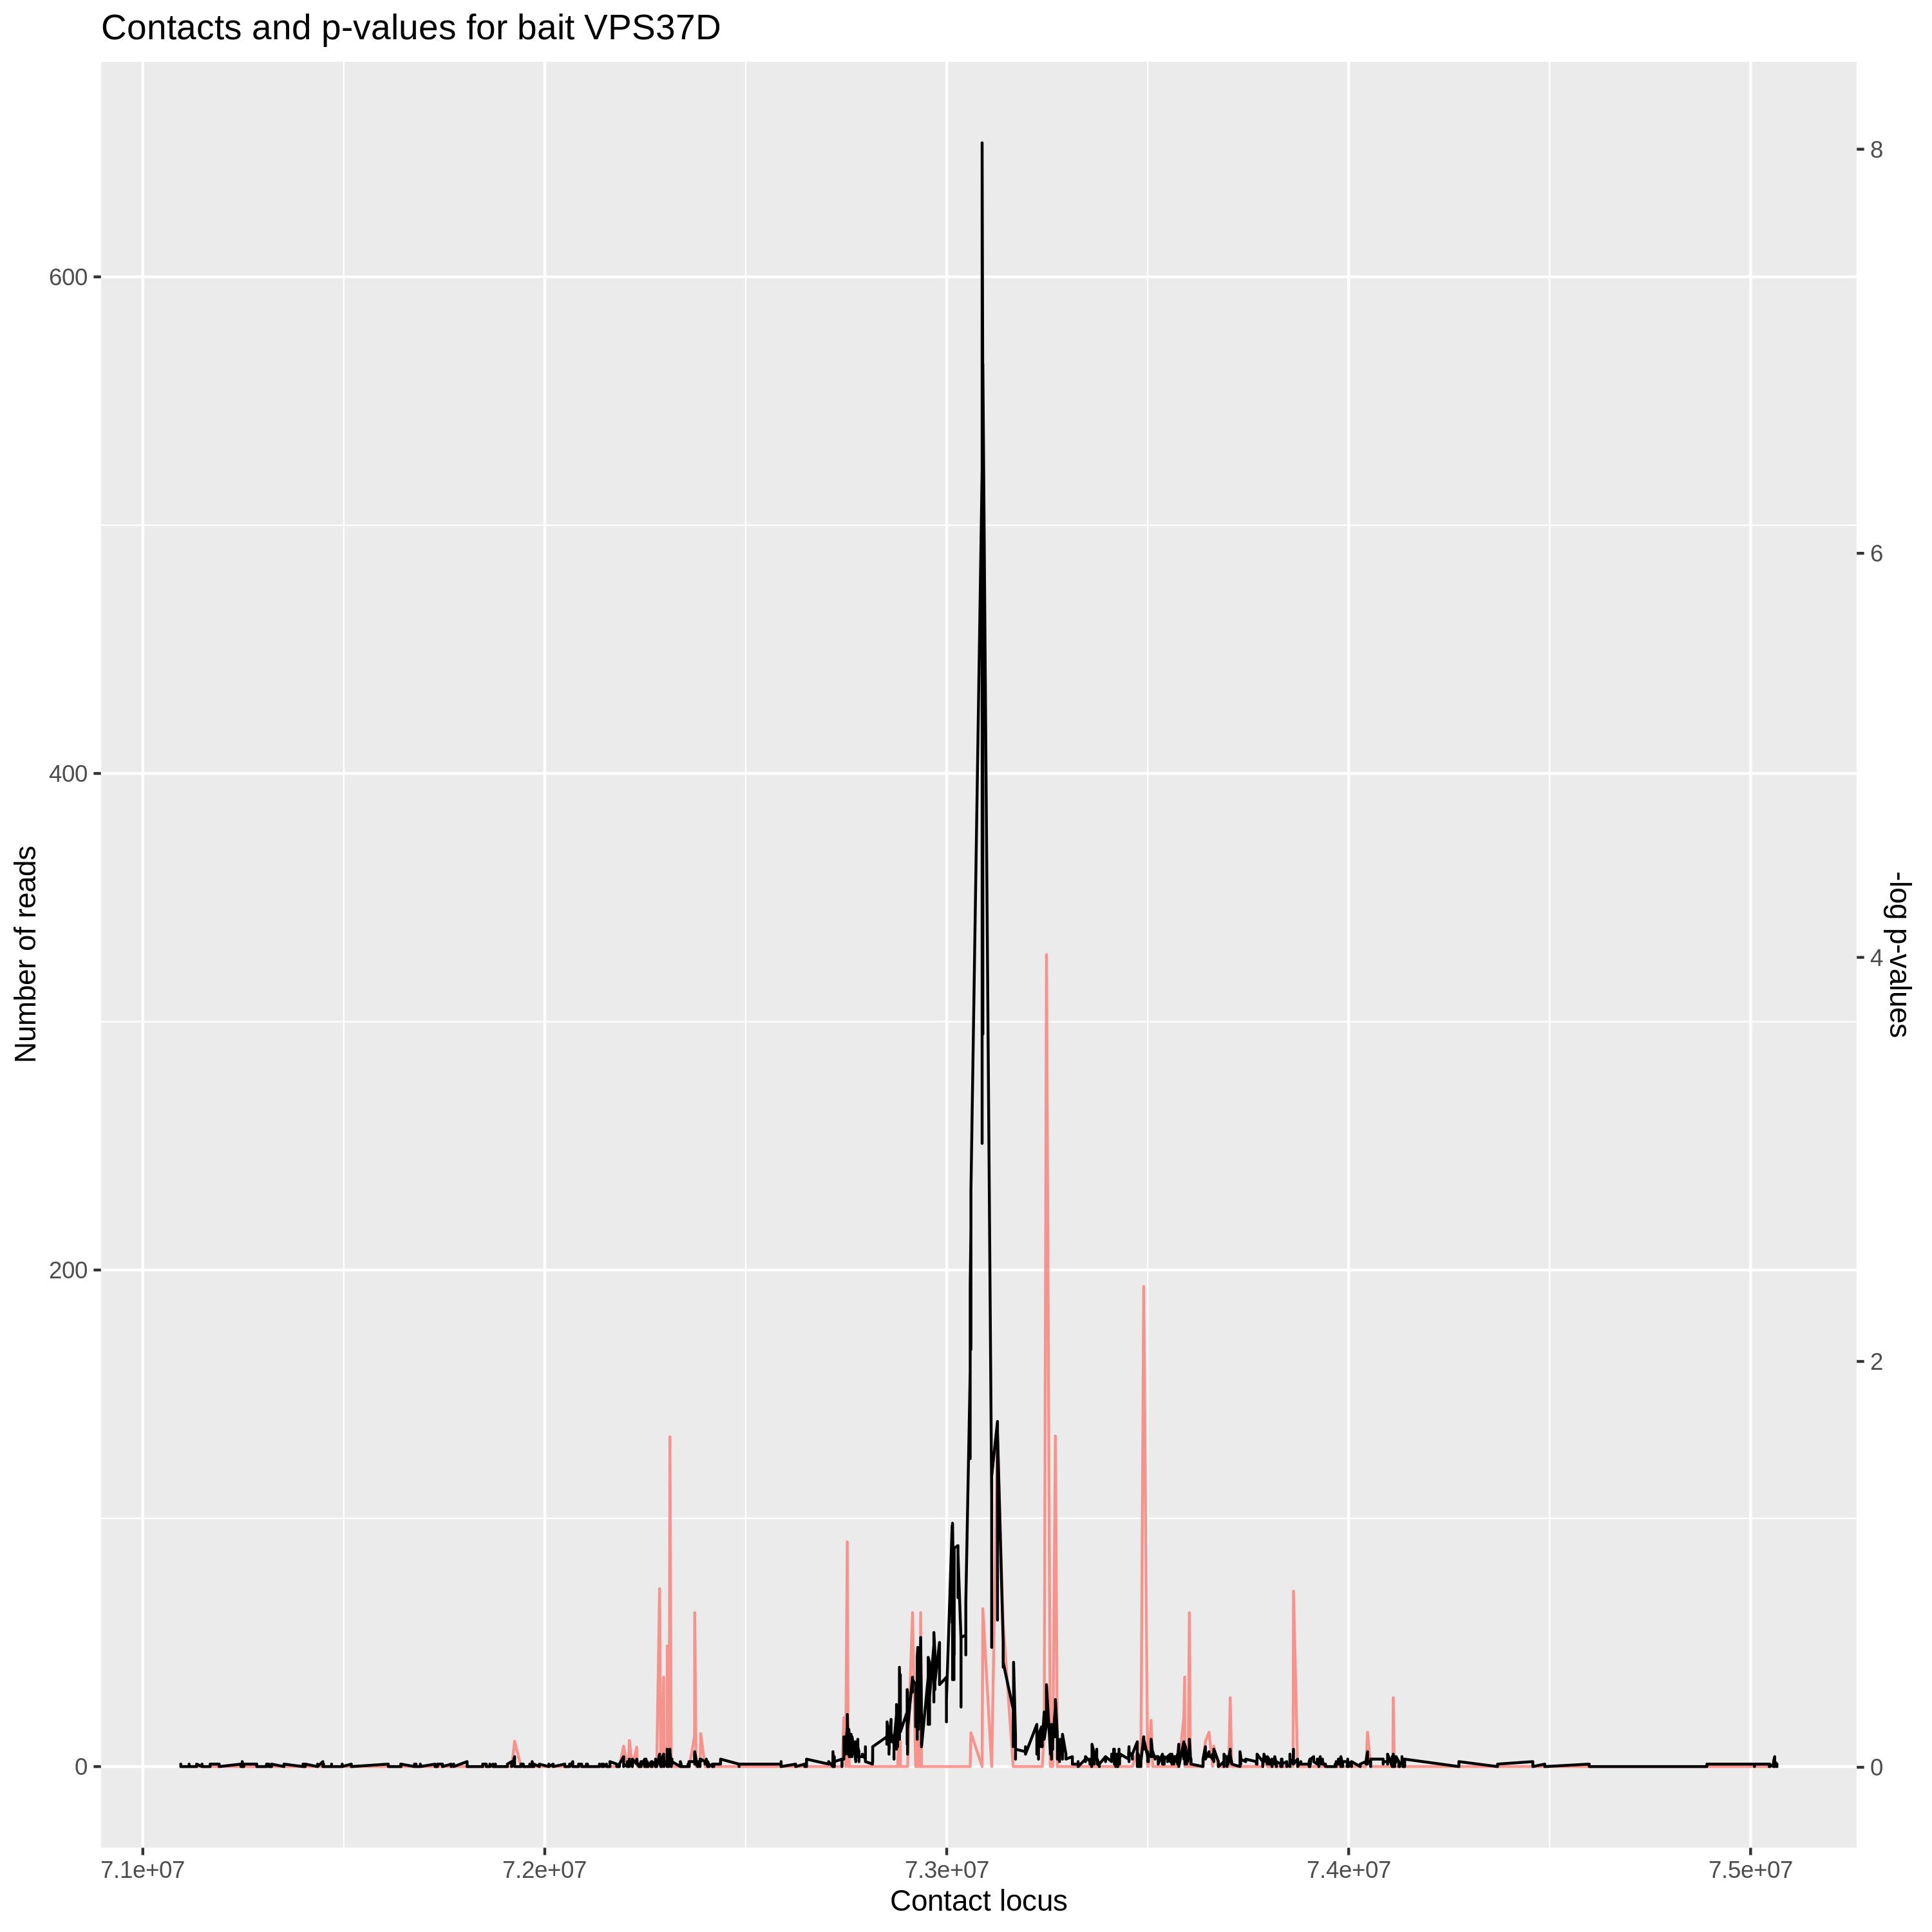 Contacts and p-values for bait VPS37D
8
600
6
400
Number of reads
-log p-values
4
200
2
0
0
7.1e+07 7.2e+07 7.3e+07 7.4e+07 7.5e+07
Contact locus